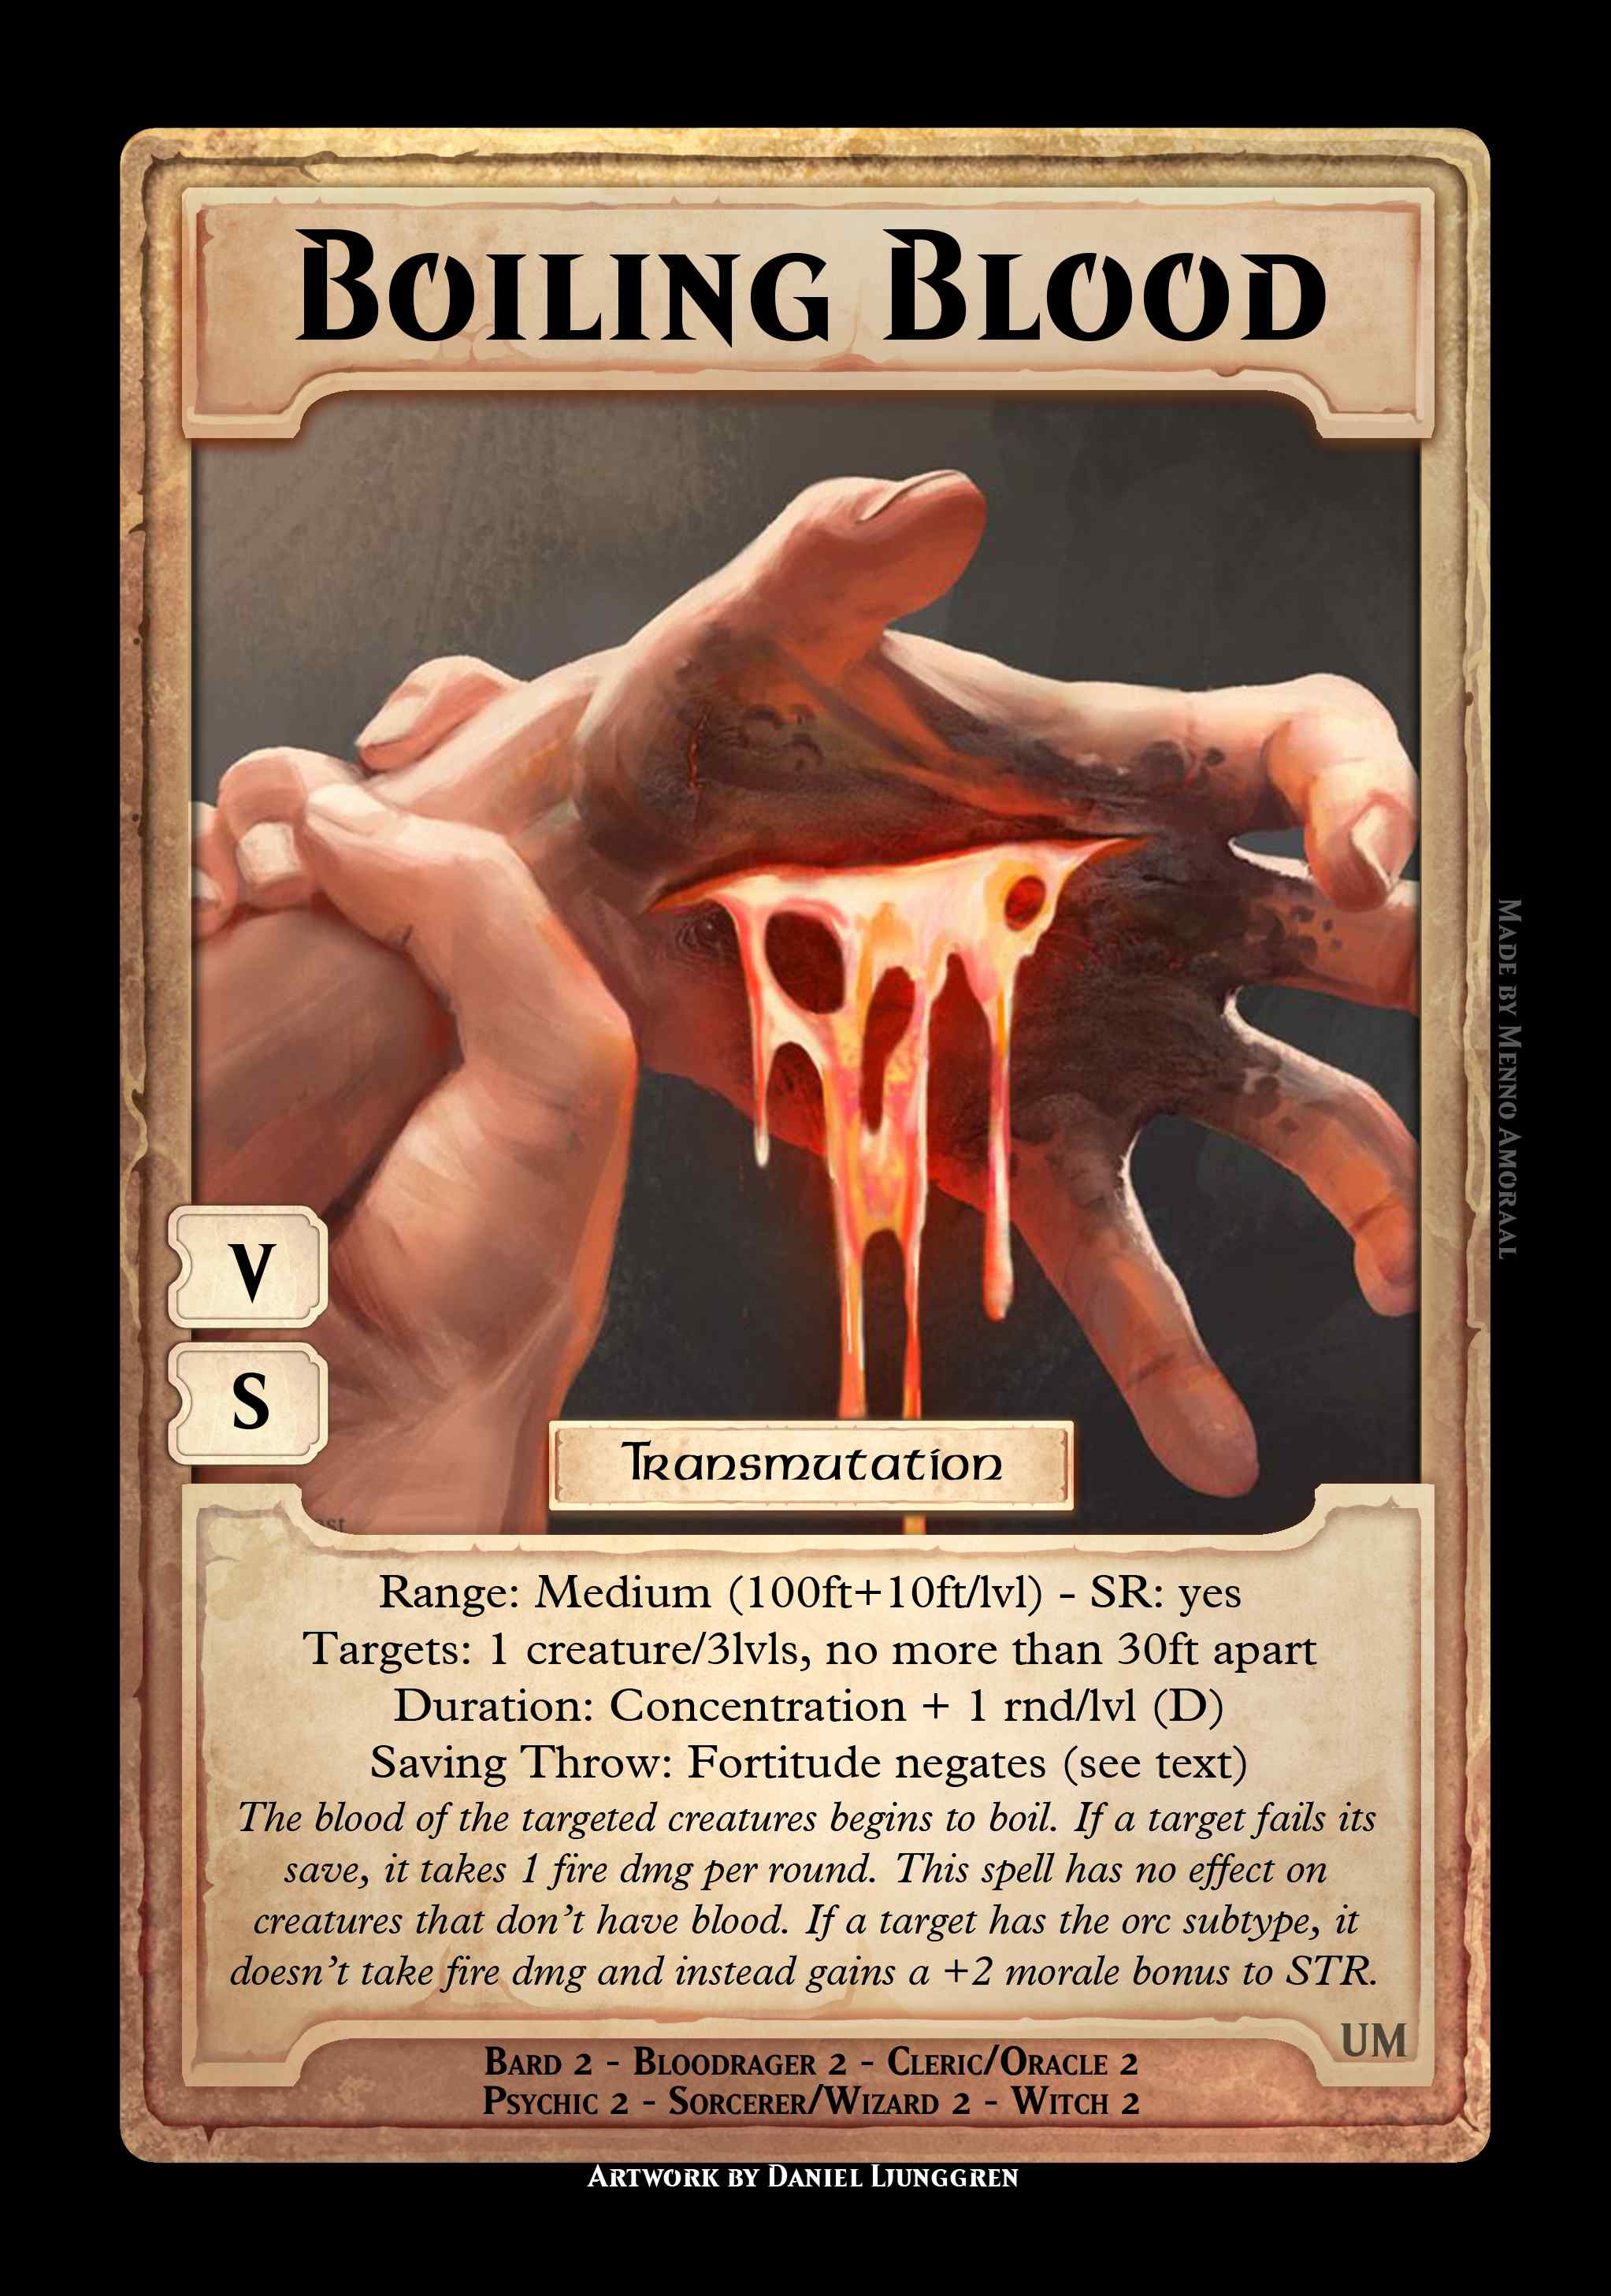 Boiling Blood
V
S
Transmutation
Range: Medium (100ft+10ft/lvl) - SR: yes
Targets: 1 creature/3lvls, no more than 30ft apart
Duration: Concentration + 1 rnd/lvl (D)
Saving Throw: Fortitude negates (see text)
The blood of the targeted creatures begins to boil. If a target fails its
save, it takes 1 fire dmg per round. This spell has no effect on
creatures that don't have blood. If a target has the orc subtype, it
doesn't take fire dmg and instead gains a +2 morale bonus to STR.
UM
Bard 2 - Bloodrager 2 - Cleric/Oracle 2
Psychic 2 - Sorcerer/Wizard 2 - Witch 2
Artwork by Daniel Ljunggren
Made by Menno Amoraal